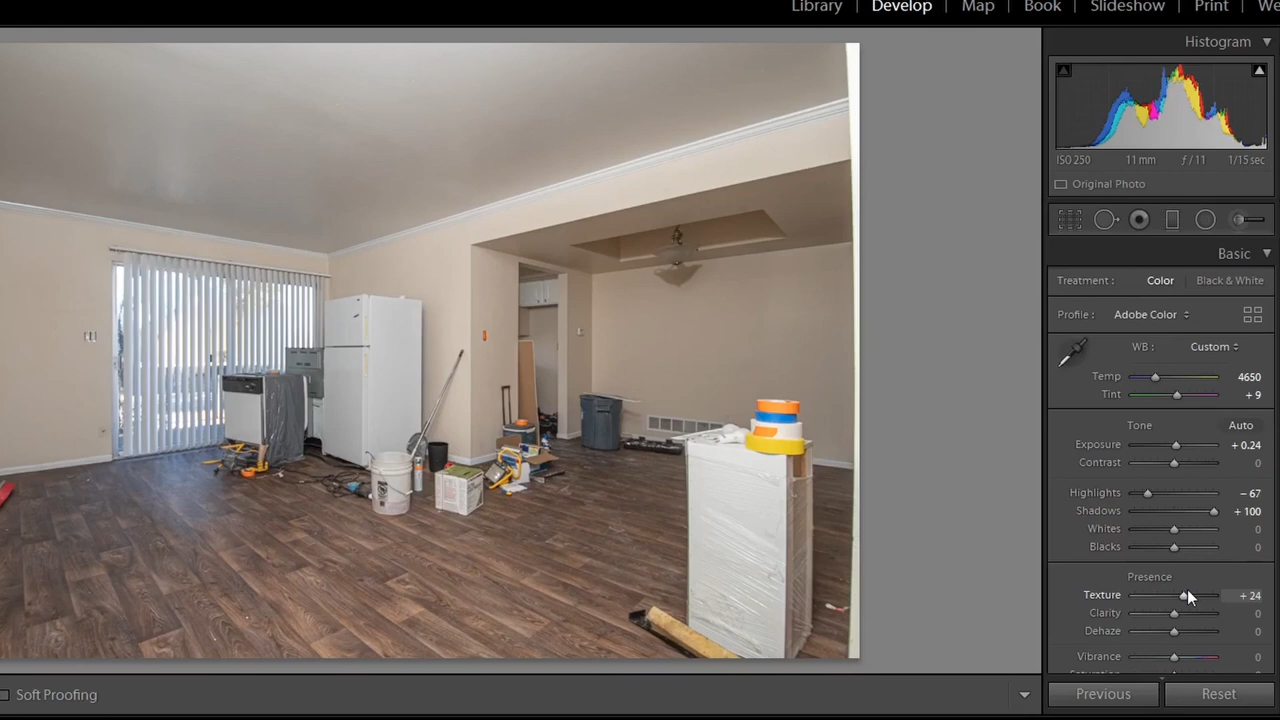 Library | Develop | Map | Book | Slideshow | Print | We
Histogram
ISO 250 11 mm ƒ / 11 1/15 sec
Original Photo
Basic
Treatment : Color Black & White
Profile : Adobe Color
WB : Custom
Temp 4650
Tint + 9
Tone Auto
Exposure + 0.24
Contrast 0
Highlights − 67
Shadows + 100
Whites 0
Blacks 0
Presence
Texture + 24
Clarity 0
Dehaze 0
Vibrance 0
Soft Proofing
Previous Reset